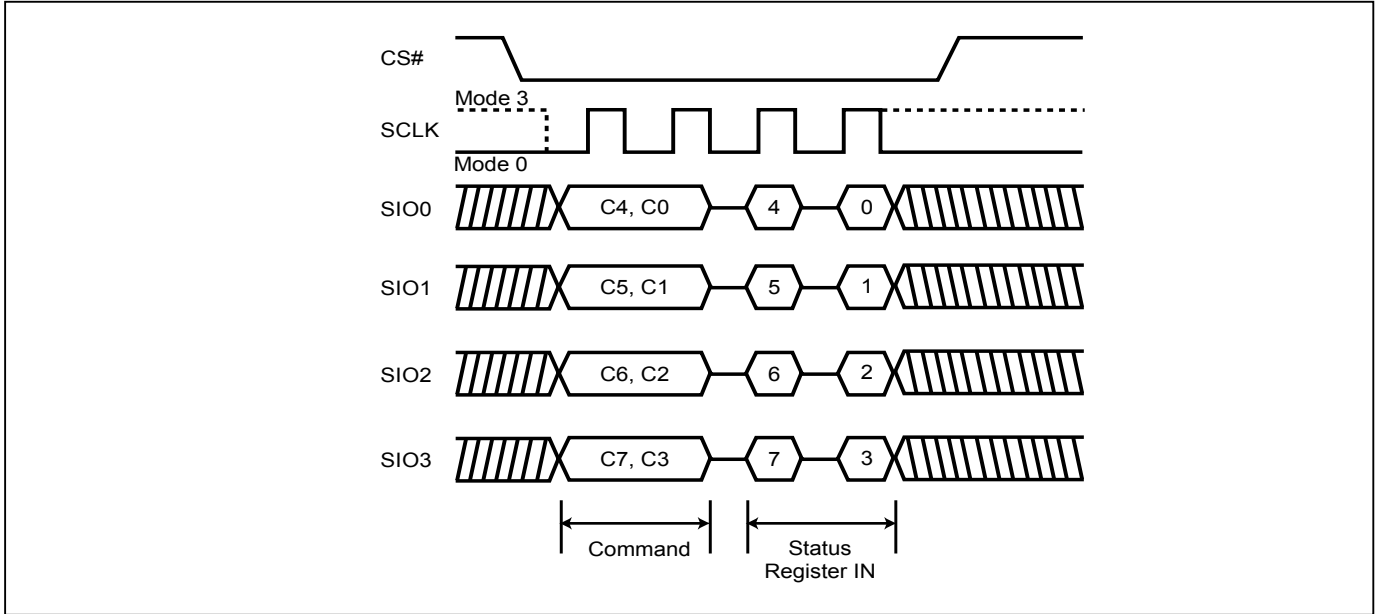 CS#
Mode 3
SCLK
Mode 0
SIO0 C4, C0 4 0
SIO1 C5, C1 5 1
SIO2 C6, C2 6 2
SIO3 C7, C3 7 3
Command Status
Register IN